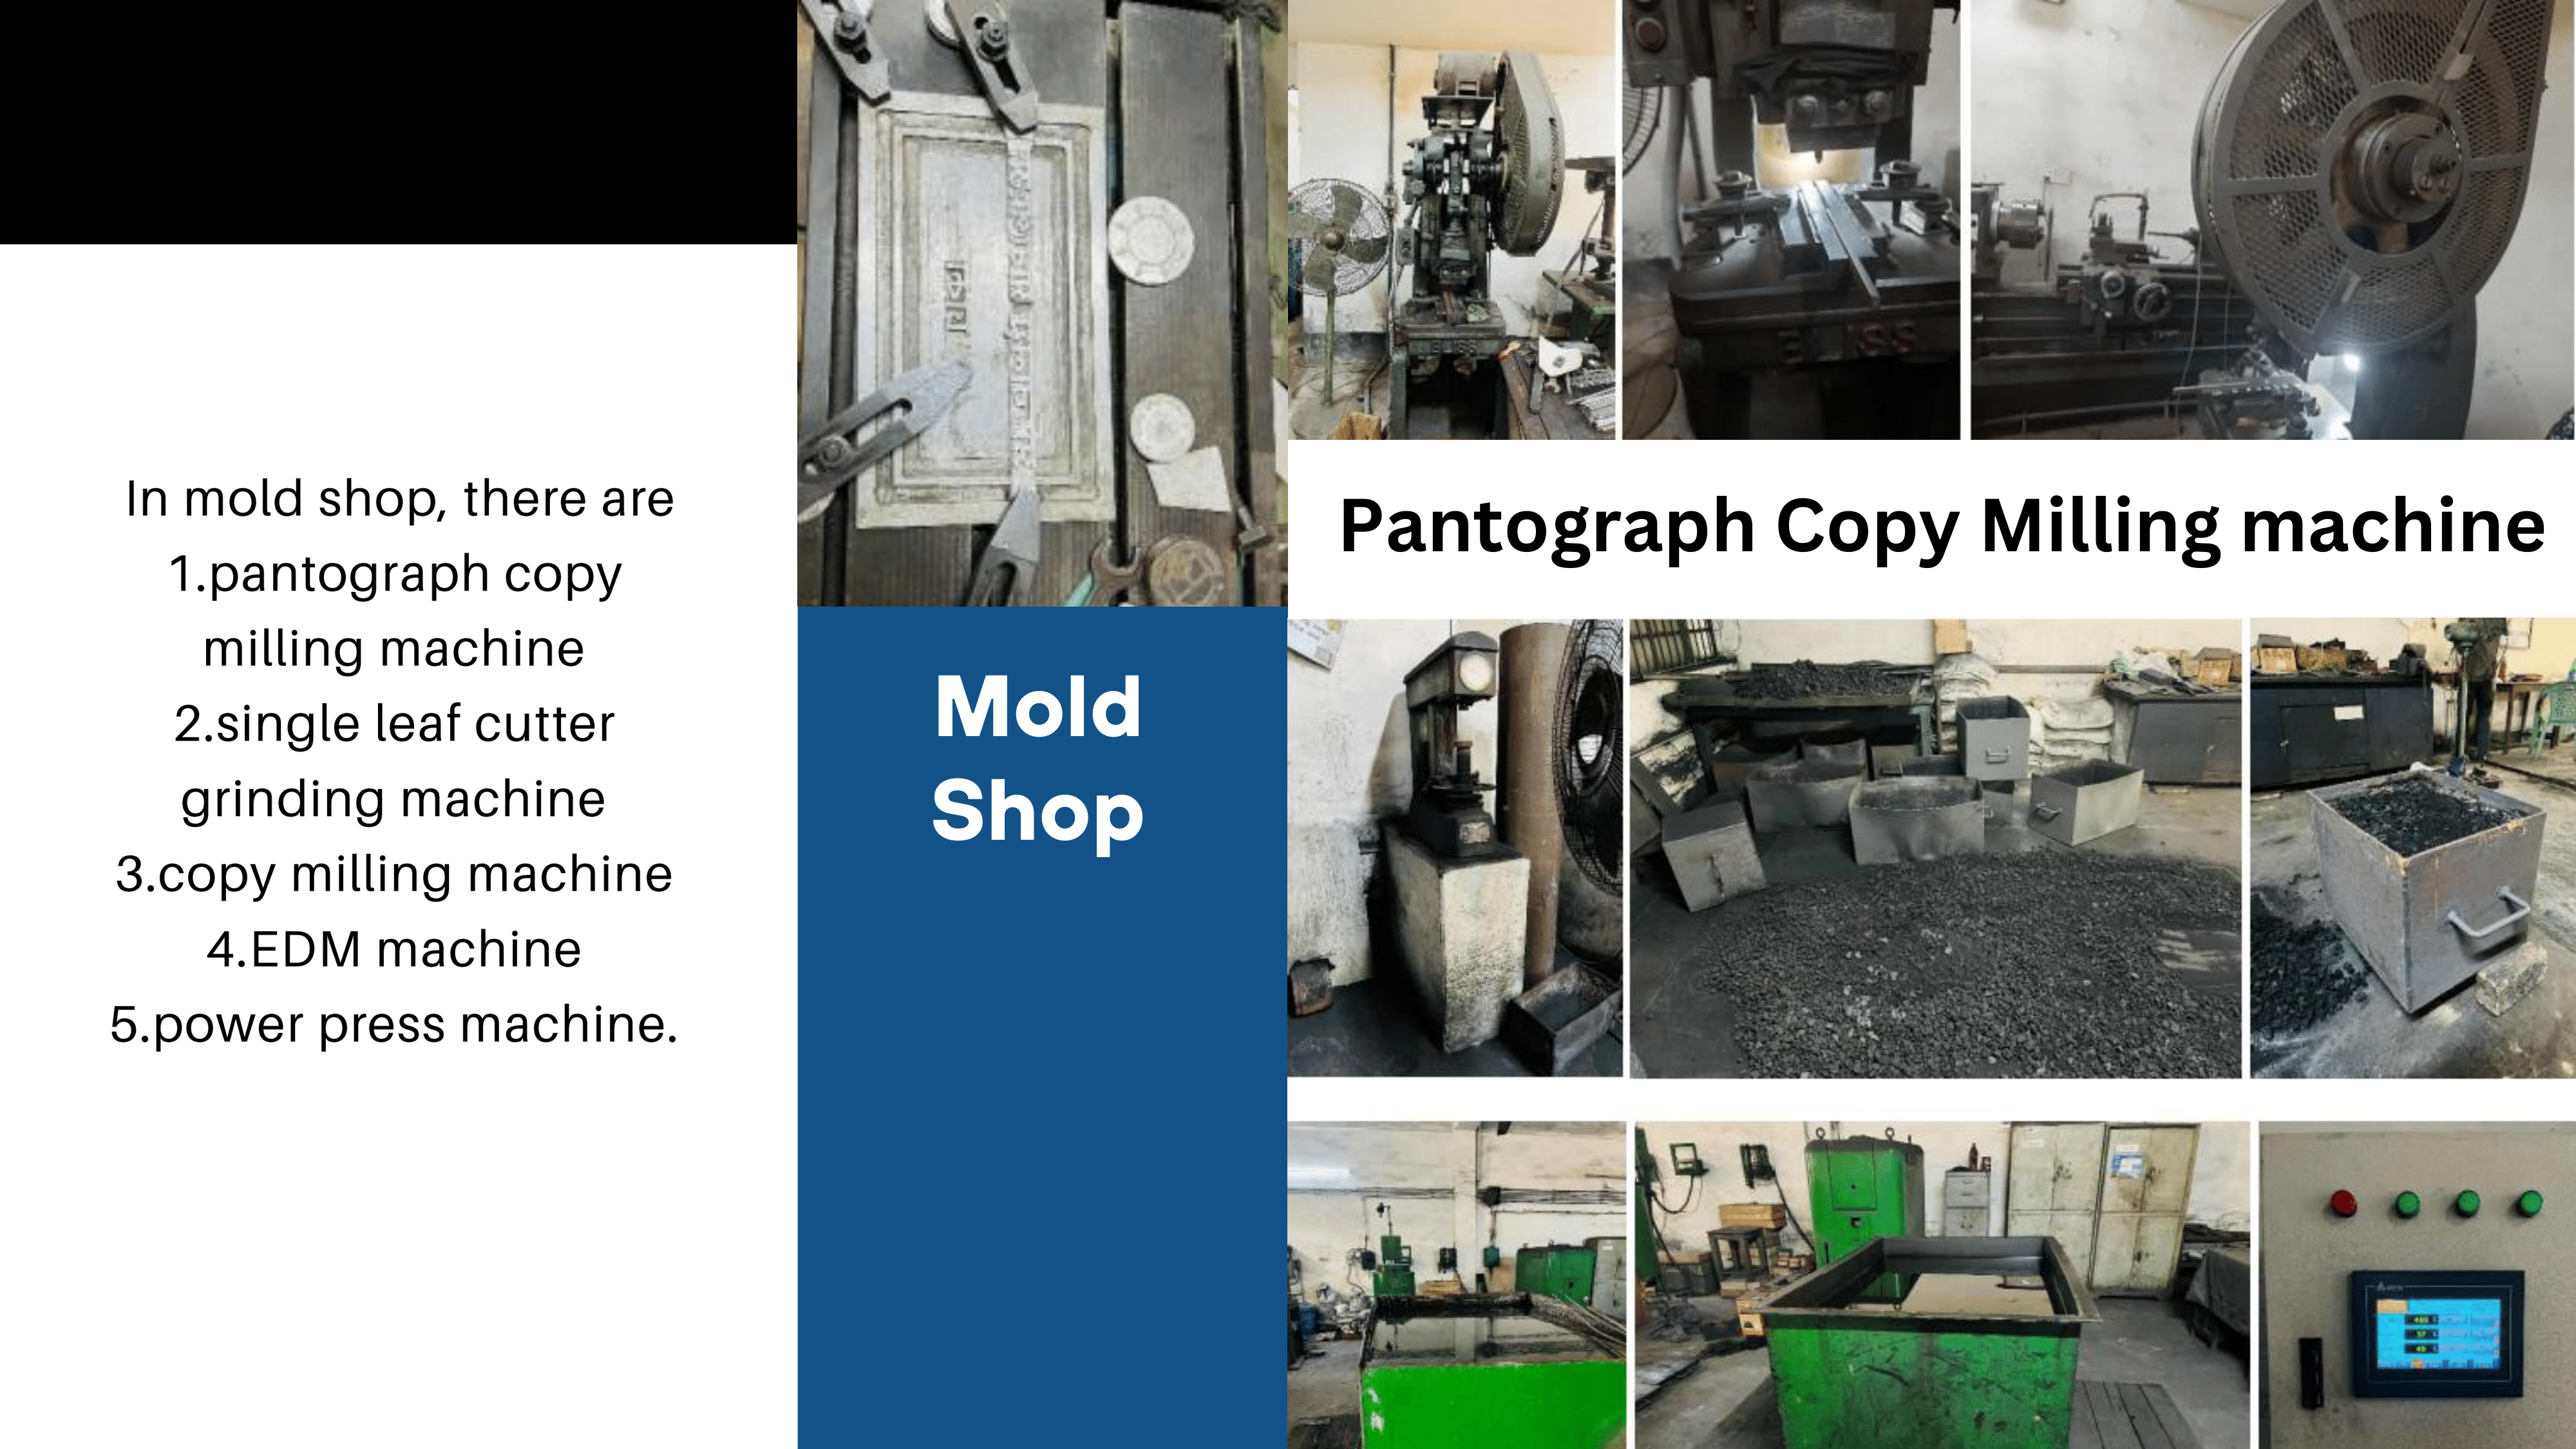 In mold shop, there are
1.pantograph copy
milling machine
2.single leaf cutter
grinding machine
3.copy milling machine
4.EDM machine
5.power press machine.
Mold
Shop
Pantograph Copy Milling machine